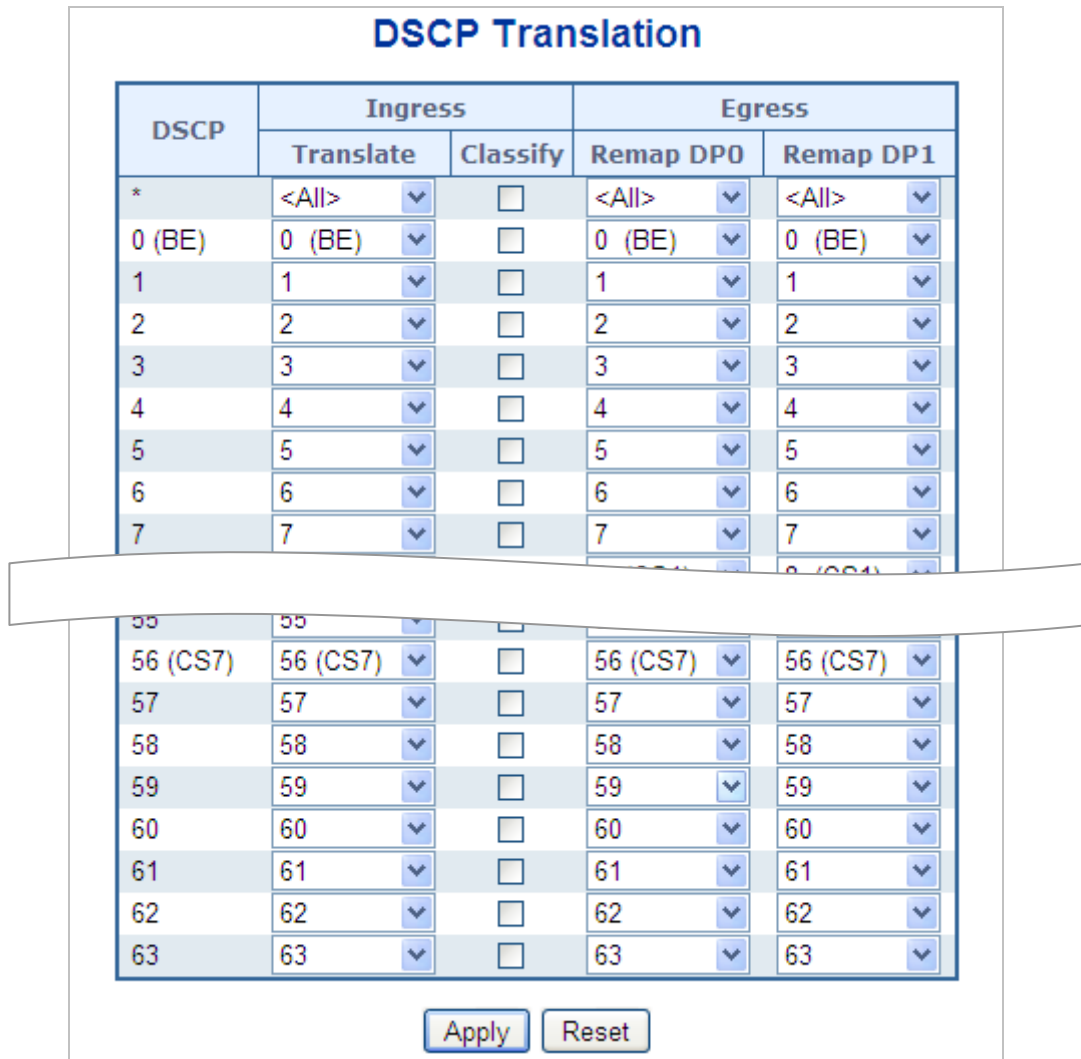 DSCP Translation
DSCP Ingress Egress
Translate Classify Remap DP0 Remap DP1
* <All> <All> <All>
0 (BE) 0 (BE) 0 (BE) 0 (BE)
1 1 1 1
2 2 2 2
3 3 3 3
4 4 4 4
5 5 5 5
6 6 6 6
7 7 7 7
8 (CS1)
55 55
56 (CS7) 56 (CS7) 56 (CS7) 56 (CS7)
57 57 57 57
58 58 58 58
59 59 59 59
60 60 60 60
61 61 61 61
62 62 62 62
63 63 63 63
Apply Reset